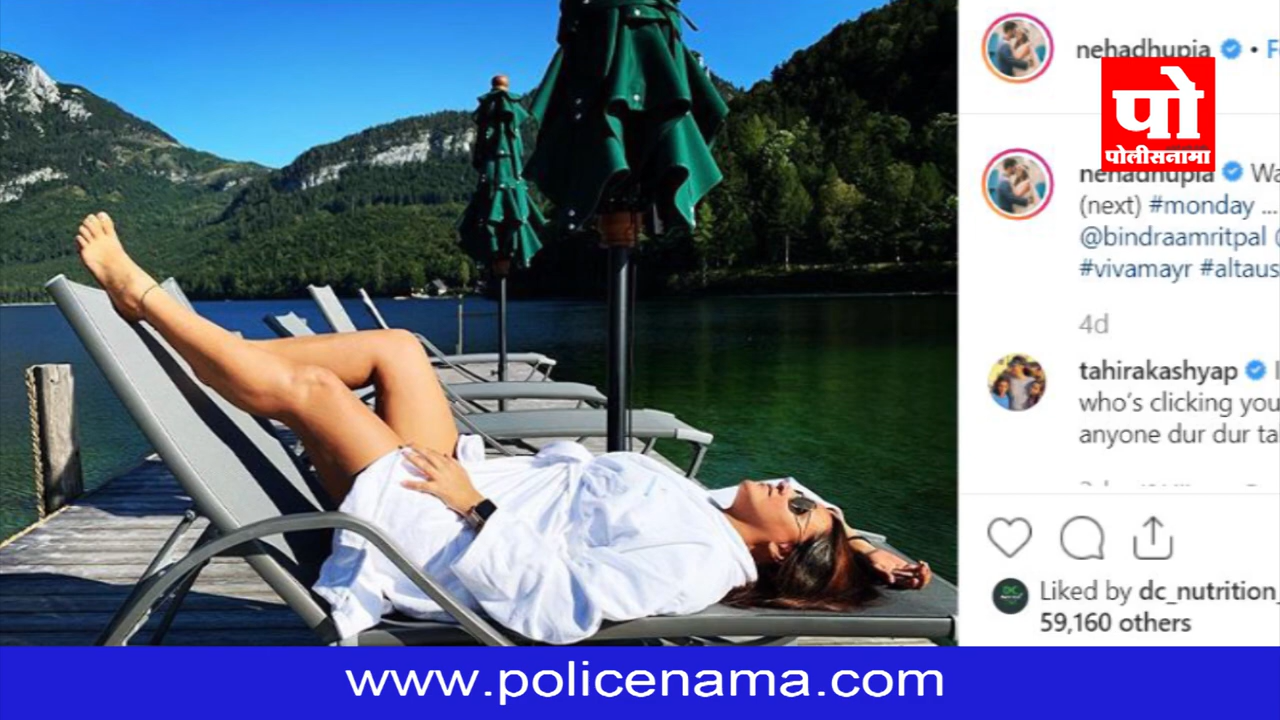 nehadhupia • F
पो
पोलीसनामा
nehadhupia Wa
(next) #monday ...
@bindraamritpal
#vivamayr #altaus
4d
tahirakashyap
who's clicking you
anyone dur dur ta
Liked by dc_nutrition_
59,160 others
www.policenama.com